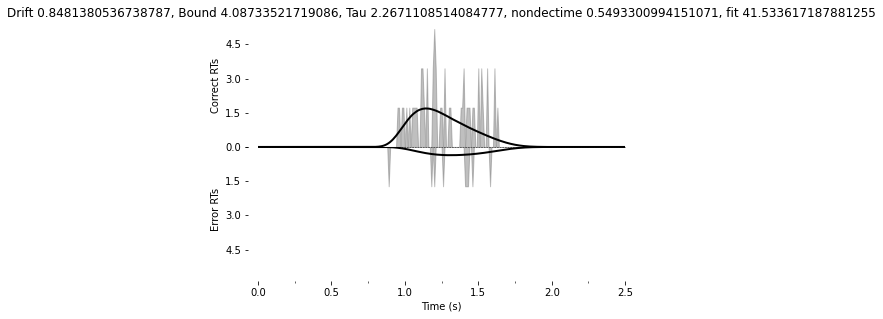 Drift 0.8481380536738787, Bound 4.08733521719086, Tau 2.2671108514084777, nondectime 0.5493300994151071, fit 41.5336171878812​55
Correct RTs
4.5
3.0
1.5
0.0
Error RTs
1.5
3.0
4.5
0.0 0.5 1.0 1.5 2.0 2.5
Time (s)